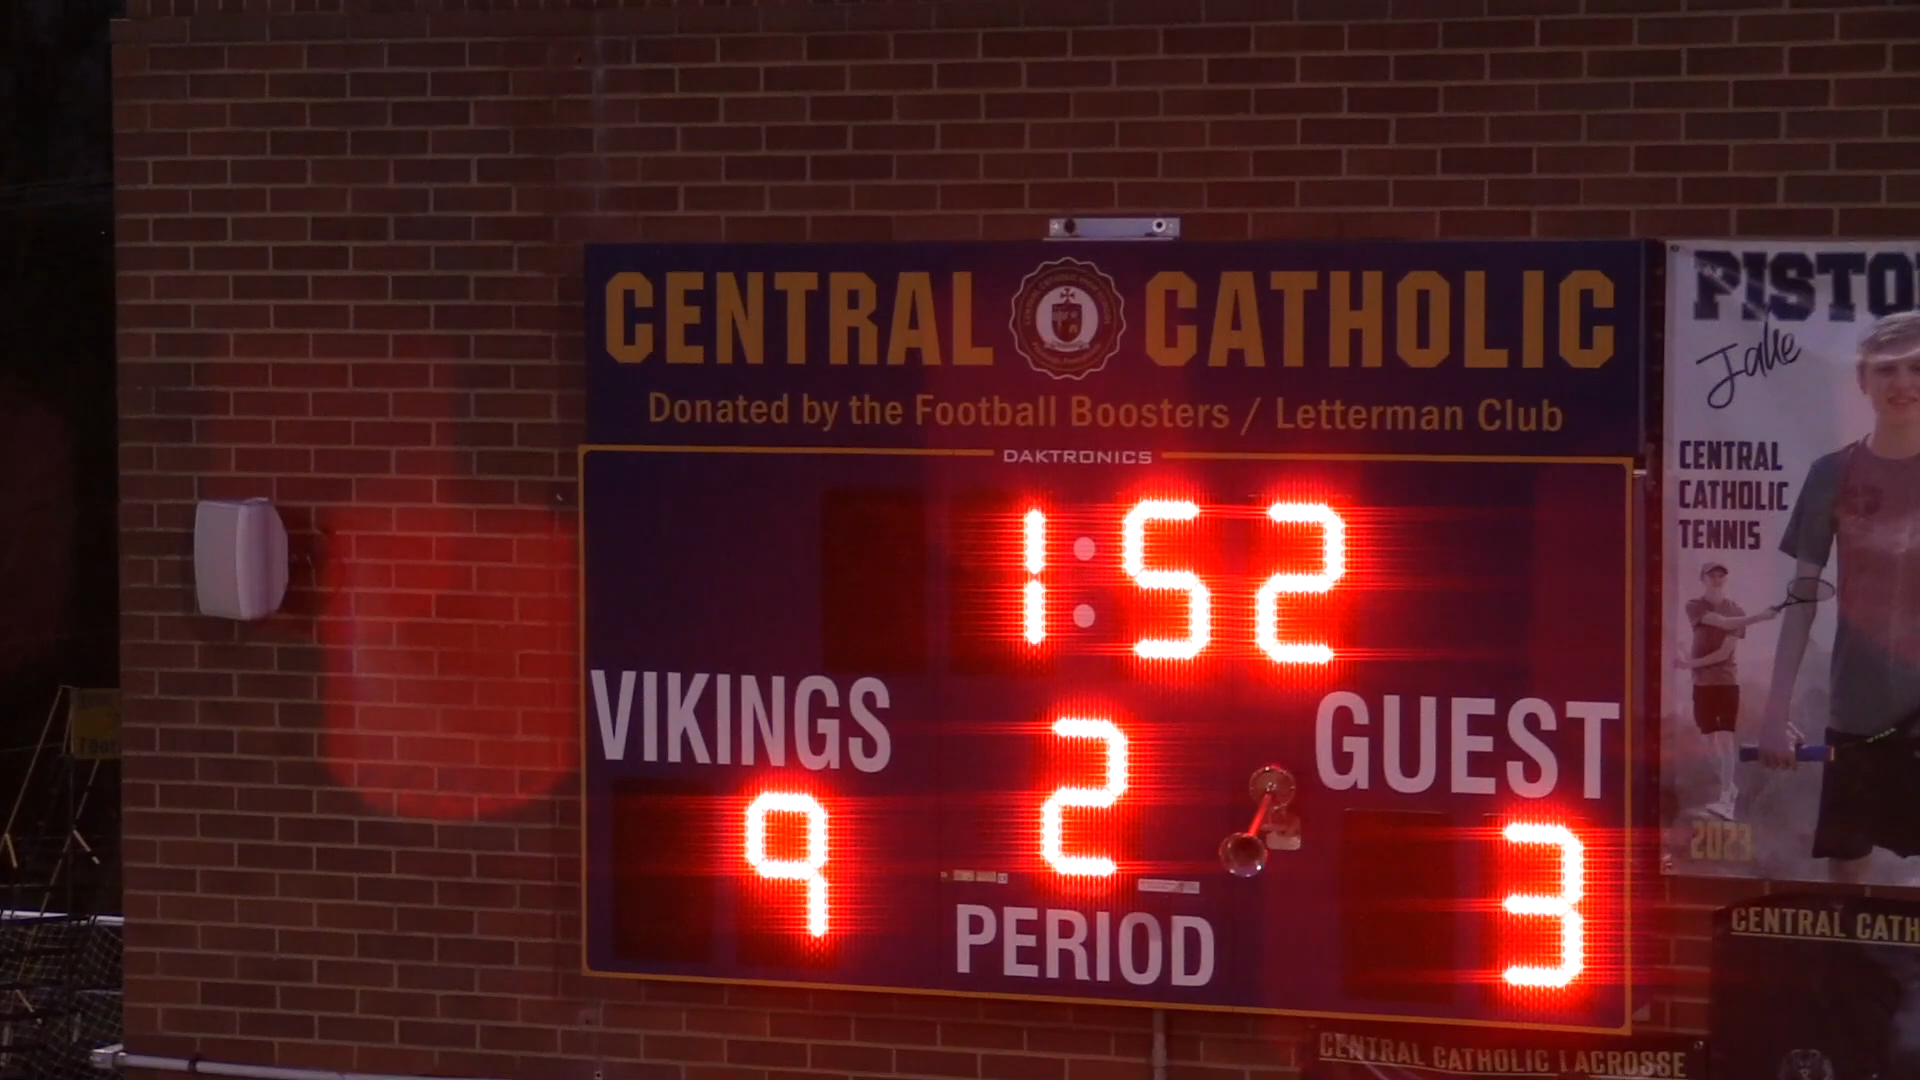 CENTRAL CATHOLIC
Donated by the Football Boosters / Letterman Club
DAKTRONICS
1:52
VIKINGS
GUEST
9
2
3
PERIOD
PISTO
Jake
CENTRAL
CATHOLIC
TENNIS
2023
CENTRAL CATH
CENTRAL CATHOLIC LACROSSE